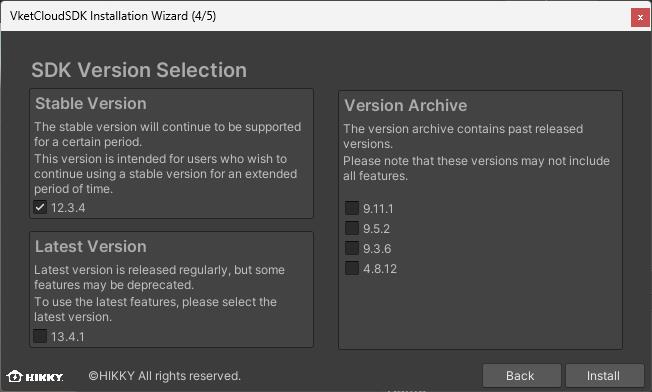 VketCloudSDK Installation Wizard (4/5)
x
SDK Version Selection
Stable Version
The stable version will continue to be supported
for a certain period.
This version is intended for users who wish to
continue using a stable version for an extended
period of time.
12.3.4
Latest Version
Latest version is released regularly, but some
features may be deprecated.
To use the latest features, please select the
latest version.
13.4.1
Version Archive
The version archive contains past released
versions.
Please note that these versions may not include
all features.
9.11.1
9.5.2
9.3.6
4.8.12
HIKKY
©HIKKY All rights reserved.
Back
Install